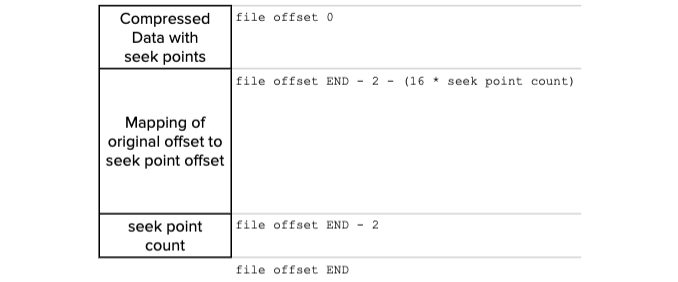 Compressed
Data with
seek points
file offset 0
file offset END - 2 - (16 * seek point count)
Mapping of
original offset to
seek point offset
seek point
count
file offset END - 2
file offset END